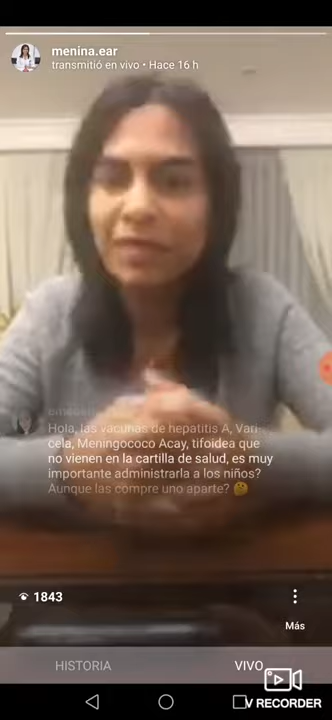 menina.ear
transmitió en vivo • Hace 16 h
Hola, las vacunas de hepatitis A, Vari-
cela, Meningococo Acay, tifoidea que
no vienen en la cartilla de salud, es muy
importante administrarla a los niños?
Aunque las compre uno aparte? 🤔
1843
Más
HISTORIA
VIVO
V RECORDER